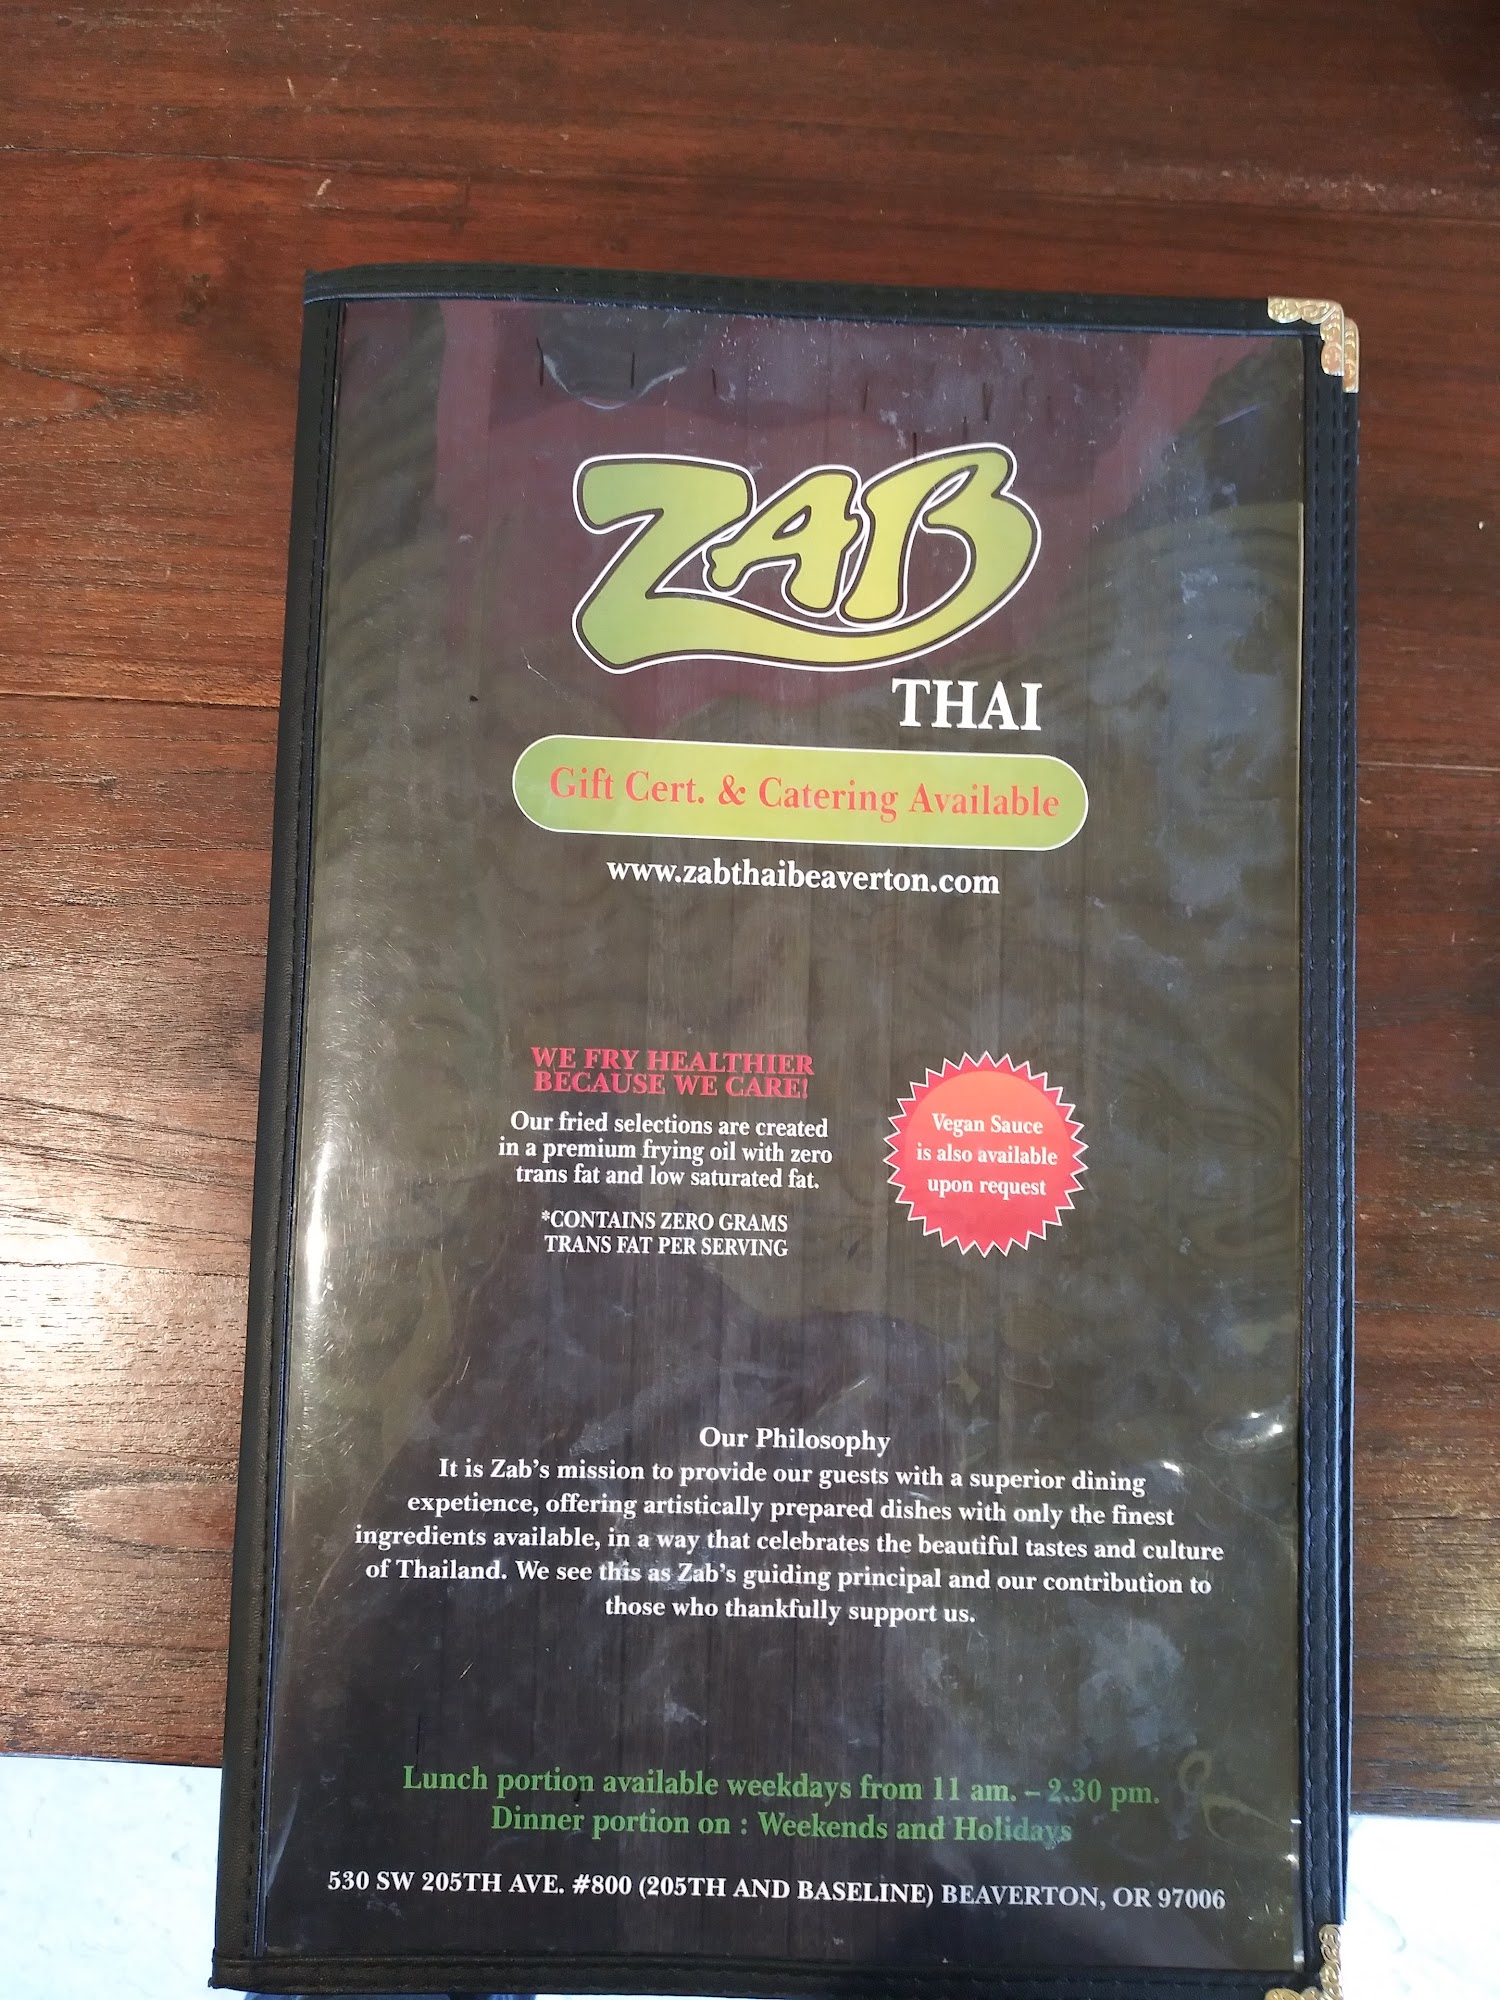 ZAB
THAI
Gift Cert. & Catering Available
www.zabthaibeaverton.com
WE FRY HEALTHIER
BECAUSE WE CARE!
Our fried selections are created
in a premium frying oil with zero
trans fat and low saturated fat.
*CONTAINS ZERO GRAMS
TRANS FAT PER SERVING
Vegan Sauce
is also available
upon request
Our Philosophy
It is Zab's mission to provide our guests with a superior dining
expetience, offering artistically prepared dishes with only the finest
ingredients available, in a way that celebrates the beautiful tastes and culture
of Thailand. We see this as Zab's guiding principal and our contribution to
those who thankfully support us.
Lunch portion available weekdays from 11 am. – 2.30 pm.
Dinner portion on : Weekends and Holidays
530 SW 205TH AVE. #800 (205TH AND BASELINE) BEAVERTON, OR 97006